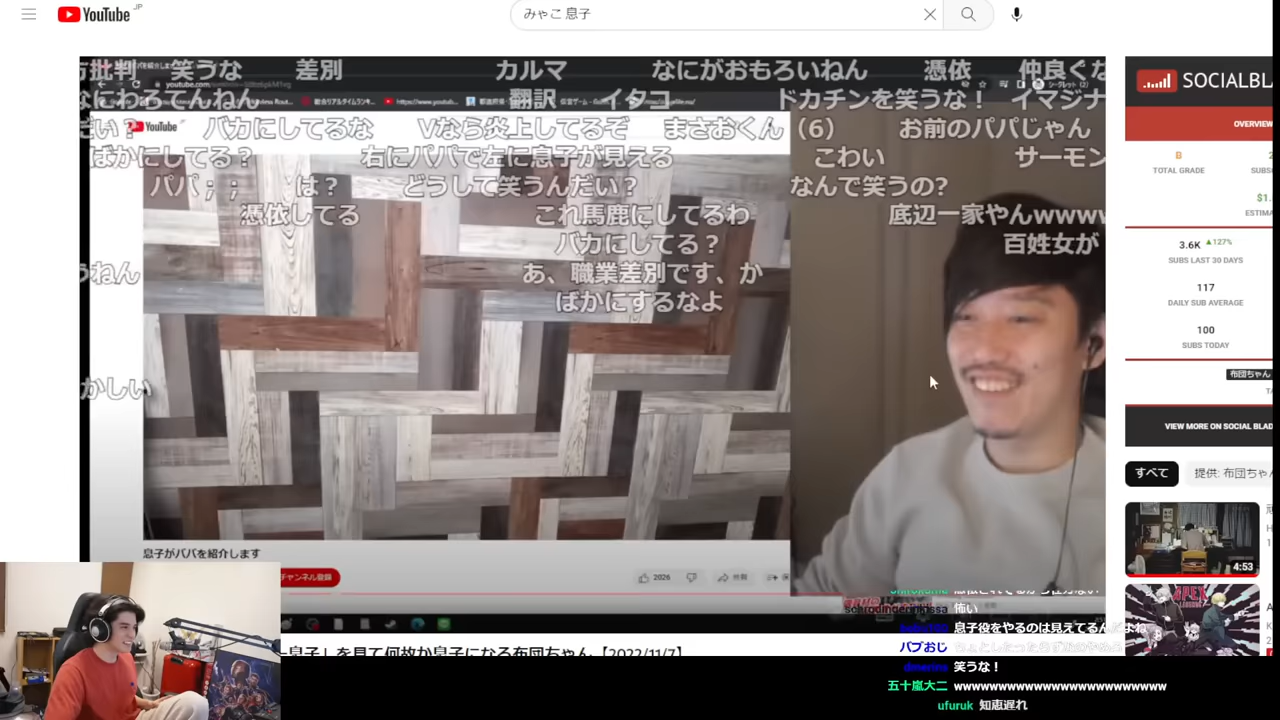 YouTube JP
みゃこ 息子
方批判 笑うな 差別 カルマ なにがおもろいねん 憑依 仲良くな
なにわろてんねん 翻訳 イタコ ドカチンを笑うな! イマジナ
だい? バカにしてるな Vなら炎上してるぞ まさおくん (6) お前のパパじゃん
YouTube
ばかにしてる? 右にパパで左に息子が見える こわい サーモン
パパ;; は? どうして笑うんだい? なんで笑うの?
憑依してる これ馬鹿にしてるわ 底辺一家やんwwww
バカにしてる? 百姓女が
うねん あ、職業差別です、か
ばかにするなよ
かしい
息子がパパを紹介します
チャンネル登録 2026 共有
SOCIALBLA
OVERVIEW
B
TOTAL GRADE SUBS
$1.
ESTIMA
3.6K ▲127%
SUBS LAST 30 DAYS
117
DAILY SUB AVERAGE
100
SUBS TODAY
布団ちゃん
VIEW MORE ON SOCIAL BLAD
すべて 提供: 布団ちゃ
4:53
APEX
ー息子」を見て何故か息子になる布団ちゃん【2022/11/7】
怖い
息子役をやるのは見えてるんだよね
バブおじ
笑うな!
五十嵐大二 wwwwwwwwwwwwwwwwwwwwwwww
ufuruk 知恵遅れ